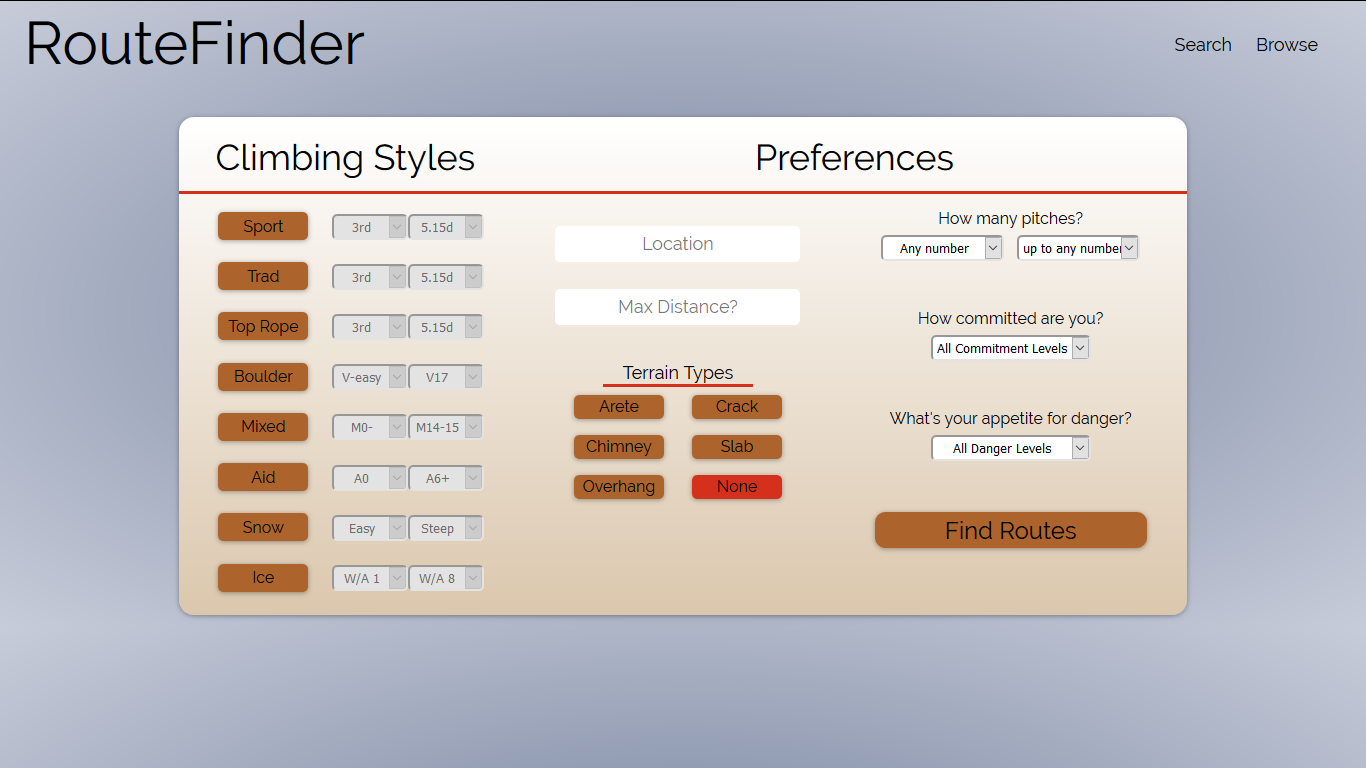 RouteFinder
Search Browse
Climbing Styles
Preferences
Sport 3rd 5.15d
Trad 3rd 5.15d
Top Rope 3rd 5.15d
Boulder V-easy V17
Mixed M0- M14-15
Aid A0 A6+
Snow Easy Steep
Ice W/A 1 W/A 8
Location
Max Distance?
Terrain Types
Arete Crack
Chimney Slab
Overhang None
How many pitches?
Any number up to any number
How committed are you?
All Commitment Levels
What's your appetite for danger?
All Danger Levels
Find Routes